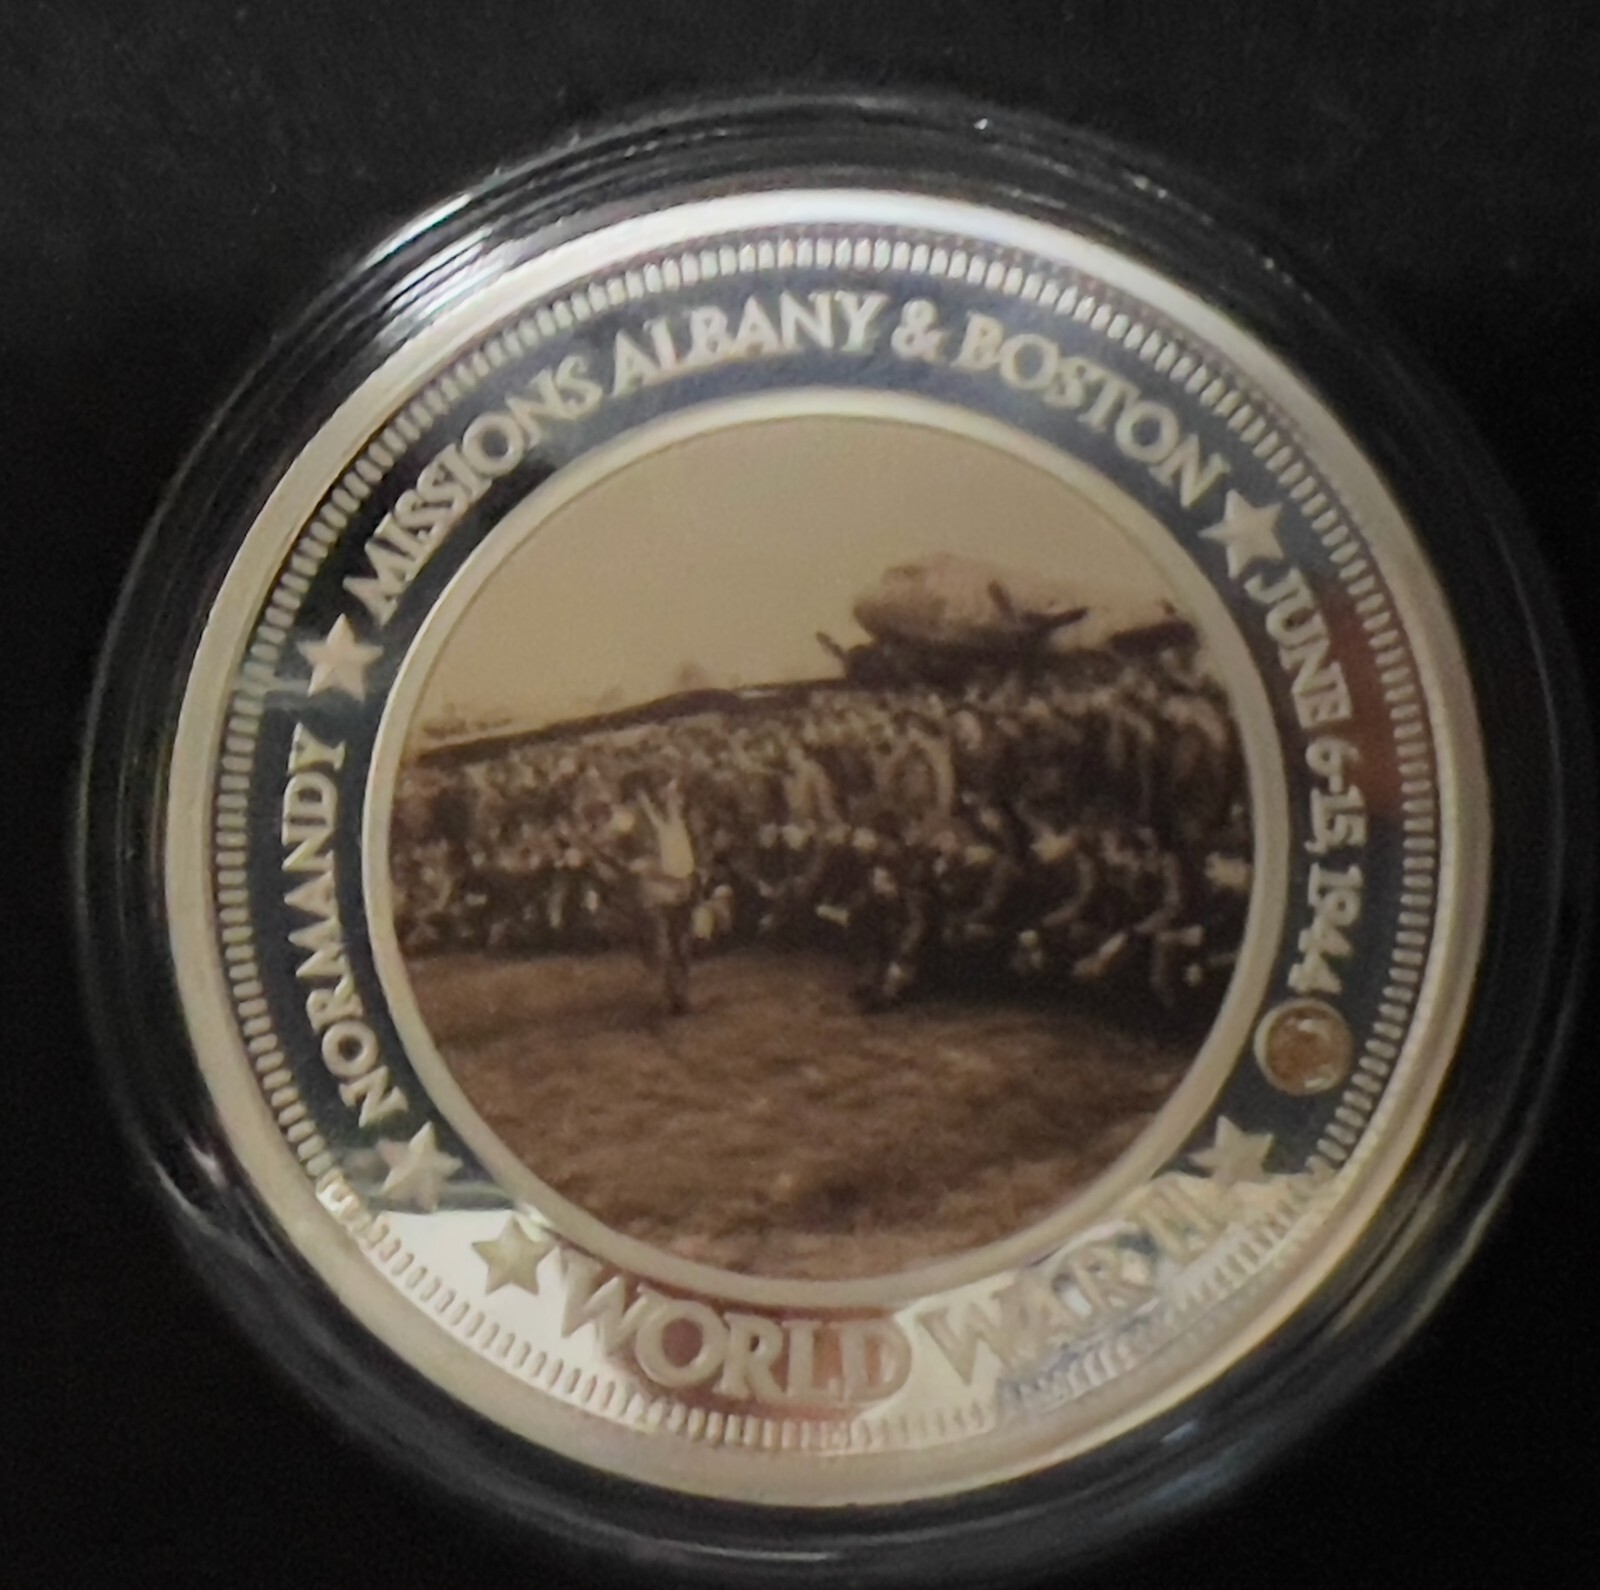 NORMANDY ★ MISSIONS ALBANY & BOSTON ★ JUNE 6-15, 1944
WORLD WAR II